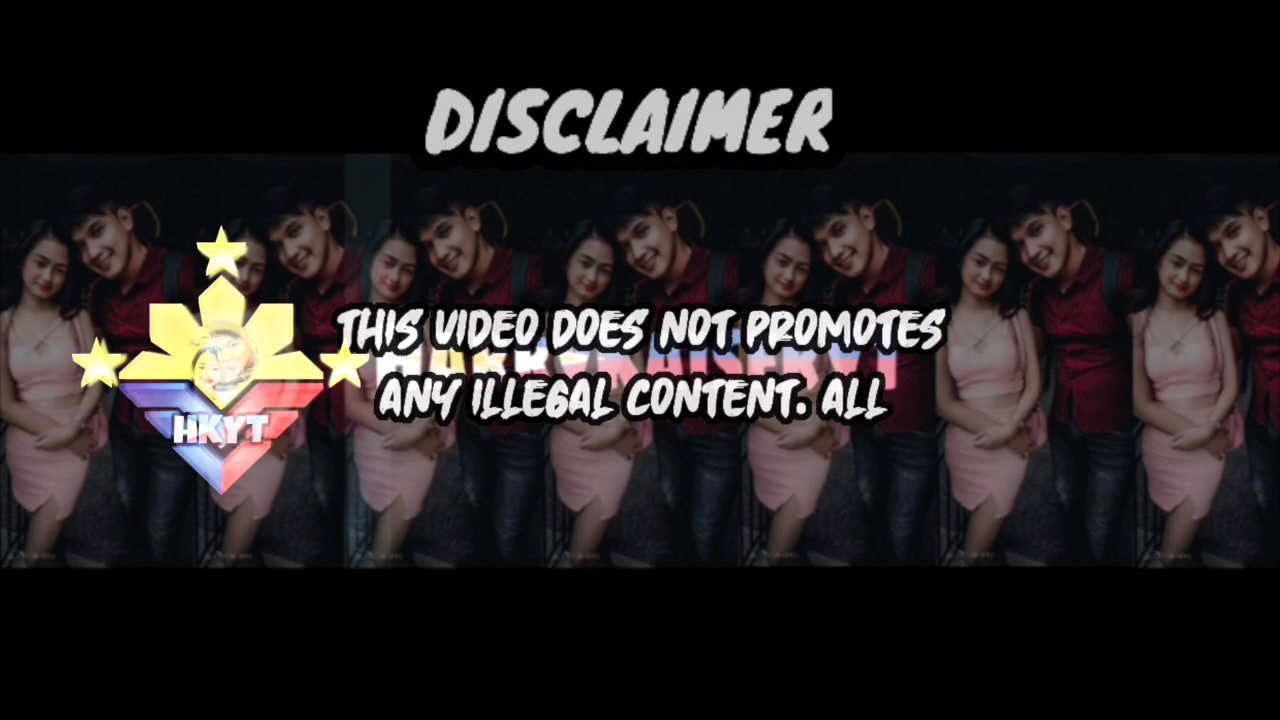 DISCLAIMER
THIS VIDEO DOES NOT PROMOTES
ANY ILLEGAL CONTENT. ALL
HKYT